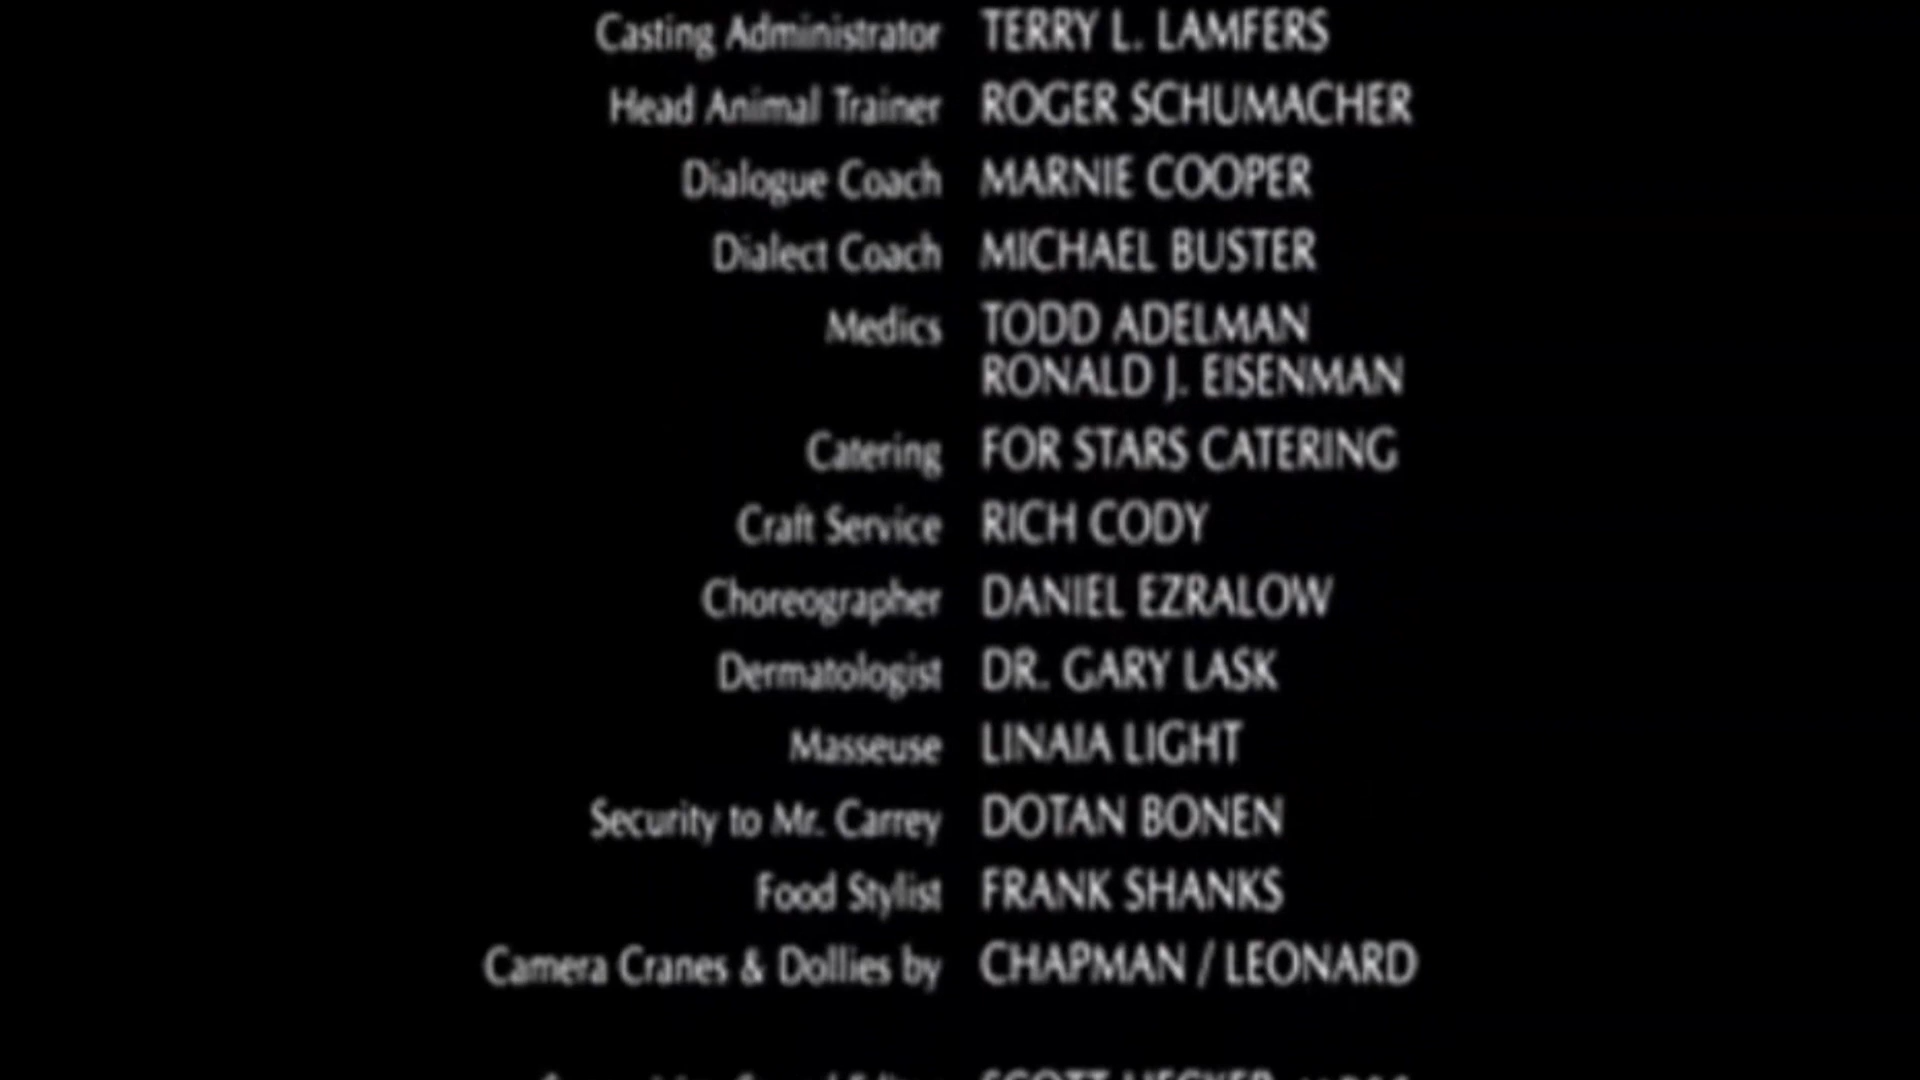 Casting Administrator TERRY L. LAMFERS
Head Animal Trainer ROGER SCHUMACHER
Dialogue Coach MARNIE COOPER
Dialect Coach MICHAEL BUSTER
Medics TODD ADELMAN
RONALD J. EISENMAN
Catering FOR STARS CATERING
Craft Service RICH CODY
Choreographer DANIEL EZRALOW
Dermatologist DR. GARY LASK
Masseuse LINAIA LIGHT
Security to Mr. Carrey DOTAN BONEN
Food Stylist FRANK SHANKS
Camera Cranes & Dollies by CHAPMAN / LEONARD